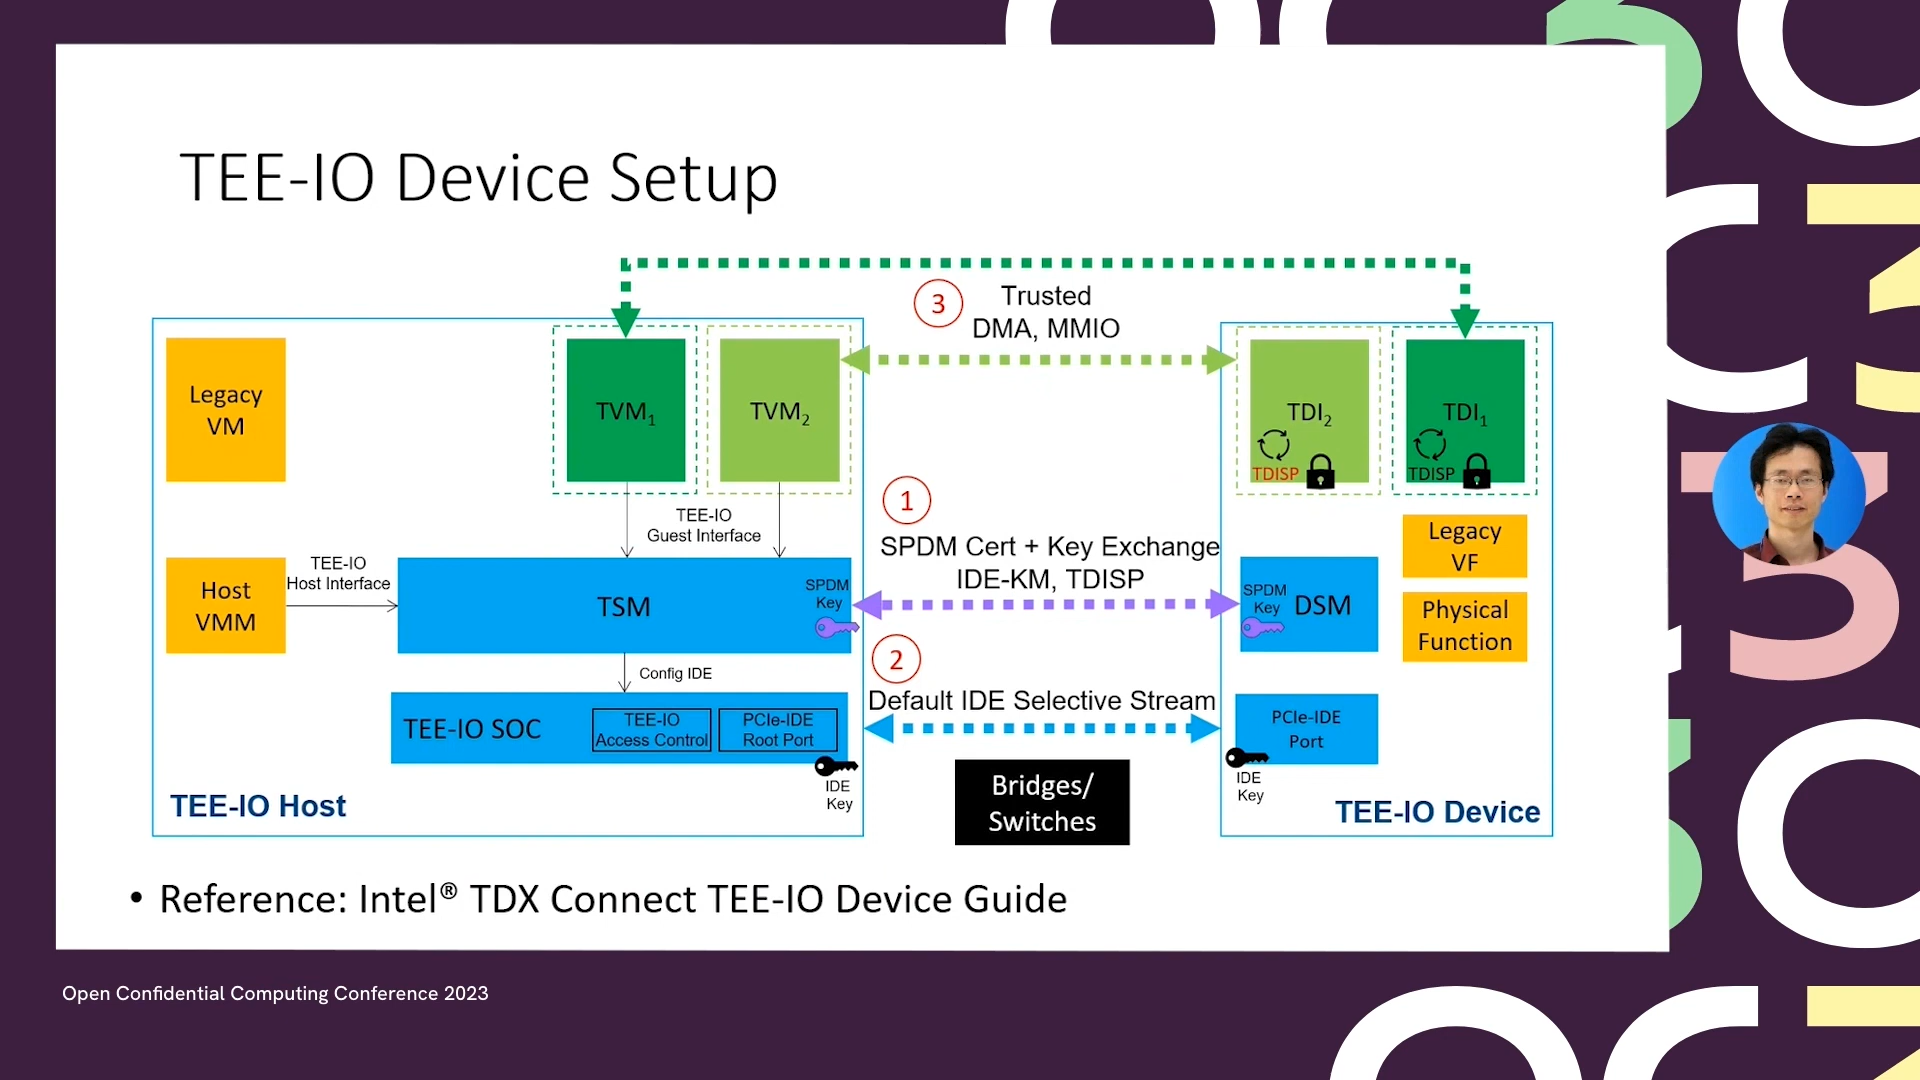 TEE-IO Device Setup
3
Trusted
DMA, MMIO
Legacy
VM
TVM1
TVM2
TDI2
TDISP
TDI1
TDISP
TEE-IO
Guest Interface
1
SPDM Cert + Key Exchange
IDE-KM, TDISP
Legacy
VF
Host
VMM
TEE-IO
Host Interface
TSM
SPDM
Key
SPDM
Key
DSM
Physical
Function
Config IDE
2
Default IDE Selective Stream
TEE-IO SOC
TEE-IO
Access Control
PCIe-IDE
Root Port
PCIe-IDE
Port
IDE
Key
IDE
Key
Bridges/
Switches
TEE-IO Host
TEE-IO Device
• Reference: Intel® TDX Connect TEE-IO Device Guide
Open Confidential Computing Conference 2023